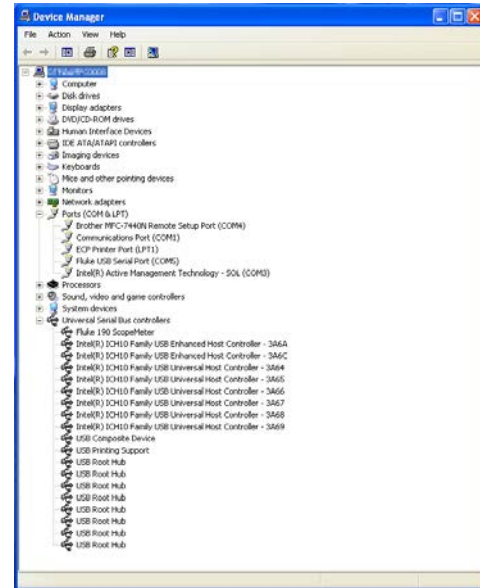 Device Manager
File Action View Help
Computer
Disk drives
Display adapters
DVD/CD-ROM drives
Human Interface Devices
IDE ATA/ATAPI controllers
Imaging devices
Keyboards
Mice and other pointing devices
Monitors
Network adapters
Ports (COM & LPT)
Brother MFC-7440N Remote Setup Port (COM4)
Communications Port (COM1)
ECP Printer Port (LPT1)
Fluke USB Serial Port (COM5)
Intel(R) Active Management Technology - SOL (COM3)
Processors
Sound, video and game controllers
System devices
Universal Serial Bus controllers
Fluke 190 ScopeMeter
Intel(R) ICH10 Family USB Enhanced Host Controller - 3A6A
Intel(R) ICH10 Family USB Enhanced Host Controller - 3A6C
Intel(R) ICH10 Family USB Universal Host Controller - 3A64
Intel(R) ICH10 Family USB Universal Host Controller - 3A65
Intel(R) ICH10 Family USB Universal Host Controller - 3A66
Intel(R) ICH10 Family USB Universal Host Controller - 3A67
Intel(R) ICH10 Family USB Universal Host Controller - 3A68
Intel(R) ICH10 Family USB Universal Host Controller - 3A69
USB Composite Device
USB Printing Support
USB Root Hub
USB Root Hub
USB Root Hub
USB Root Hub
USB Root Hub
USB Root Hub
USB Root Hub
USB Root Hub